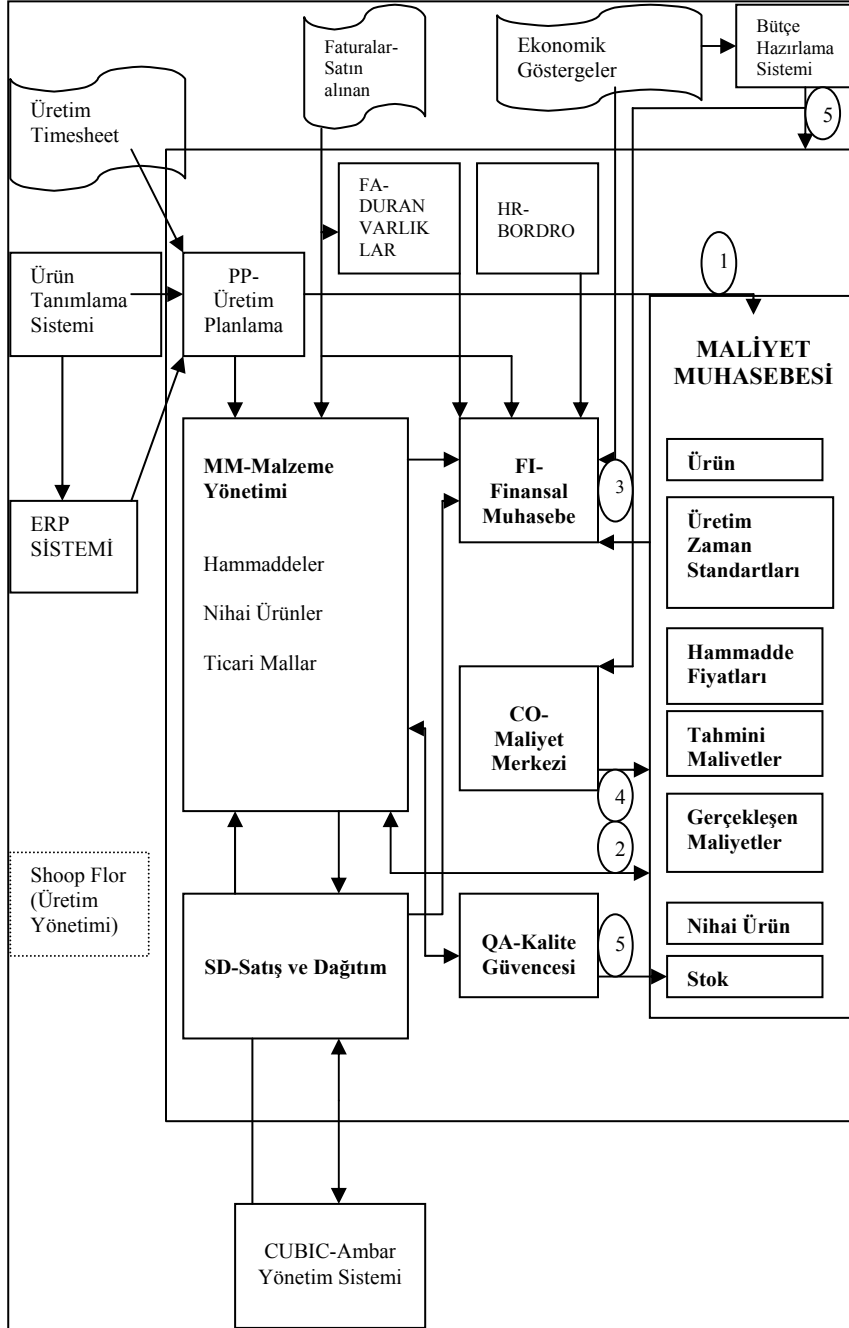 Faturalar-
Satın
alınan
Ekonomik
Göstergeler
Bütçe
Hazırlama
Sistemi
5
Üretim
Timesheet
FA-
DURAN
VARLIK
LAR
HR-
BORDRO
1
Ürün
Tanımlama
Sistemi
PP-
Üretim
Planlama
MALİYET
MUHASEBESİ
MM-Malzeme
Yönetimi
Hammaddeler
Nihai Ürünler
Ticari Mallar
FI-
Finansal
Muhasebe
3
Ürün
Üretim
Zaman
Standartları
ERP
SİSTEMİ
Hammadde
Fiyatları
CO-
Maliyet
Merkezi
Tahmini
Malivetler
4
Gerçekleşen
Maliyetler
2
Shoop Flor
(Üretim
Yönetimi)
SD-Satış ve Dağıtım
QA-Kalite
Güvencesi
5
Nihai Ürün
Stok
CUBIC-Ambar
Yönetim Sistemi